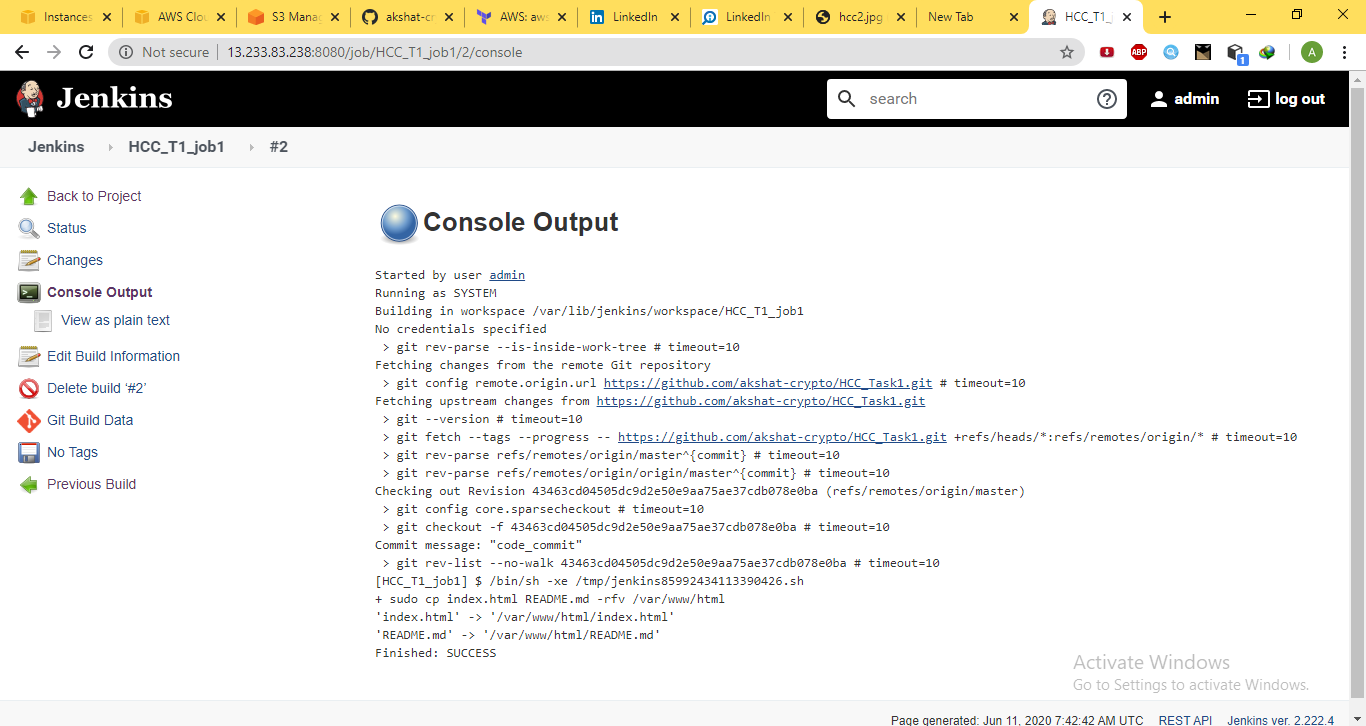 Instances
AWS Clou
S3 Manag
akshat-cr
AWS: aws
LinkedIn
LinkedIn
hcc2.jpg
New Tab
HCC_T1_j
Not secure | 13.233.83.238:8080/job/HCC_T1_job1/2/console
ABP
1
A
Jenkins
search
admin
log out
Jenkins
HCC_T1_job1
#2
Back to Project
Status
Changes
Console Output
View as plain text
Edit Build Information
Delete build ‘#2’
Git Build Data
No Tags
Previous Build
Console Output
Started by user admin
Running as SYSTEM
Building in workspace /var/lib/jenkins/workspace/HCC_T1_job1
No credentials specified
> git rev-parse --is-inside-work-tree # timeout=10
Fetching changes from the remote Git repository
> git config remote.origin.url https://github.com/akshat-crypto/HCC_Task1.git # timeout=10
Fetching upstream changes from https://github.com/akshat-crypto/HCC_Task1.git
> git --version # timeout=10
> git fetch --tags --progress -- https://github.com/akshat-crypto/HCC_Task1.git +refs/heads/*:refs/remotes/origin/* # timeout=10
> git rev-parse refs/remotes/origin/master^{commit} # timeout=10
> git rev-parse refs/remotes/origin/origin/master^{commit} # timeout=10
Checking out Revision 43463cd04505dc9d2e50e9aa75ae37cdb078e0ba (refs/remotes/origin/master)
> git config core.sparsecheckout # timeout=10
> git checkout -f 43463cd04505dc9d2e50e9aa75ae37cdb078e0ba # timeout=10
Commit message: "code_commit"
> git rev-list --no-walk 43463cd04505dc9d2e50e9aa75ae37cdb078e0ba # timeout=10
[HCC_T1_job1] $ /bin/sh -xe /tmp/jenkins85992434113390426.sh
+ sudo cp index.html README.md -rfv /var/www/html
'index.html' -> '/var/www/html/index.html'
'README.md' -> '/var/www/html/README.md'
Finished: SUCCESS
Activate Windows
Go to Settings to activate Windows.
Page generated: Jun 11, 2020 7:42:42 AM UTC
REST API
Jenkins ver. 2.222.4